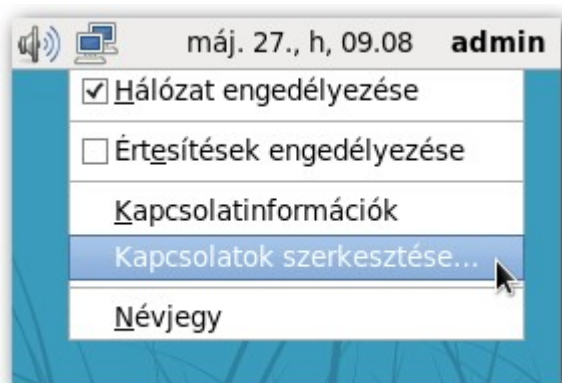 máj. 27., h, 09.08 admin
Hálózat engedélyezése
Értesítések engedélyezése
Kapcsolatinformációk
Kapcsolatok szerkesztése...
Névjegy